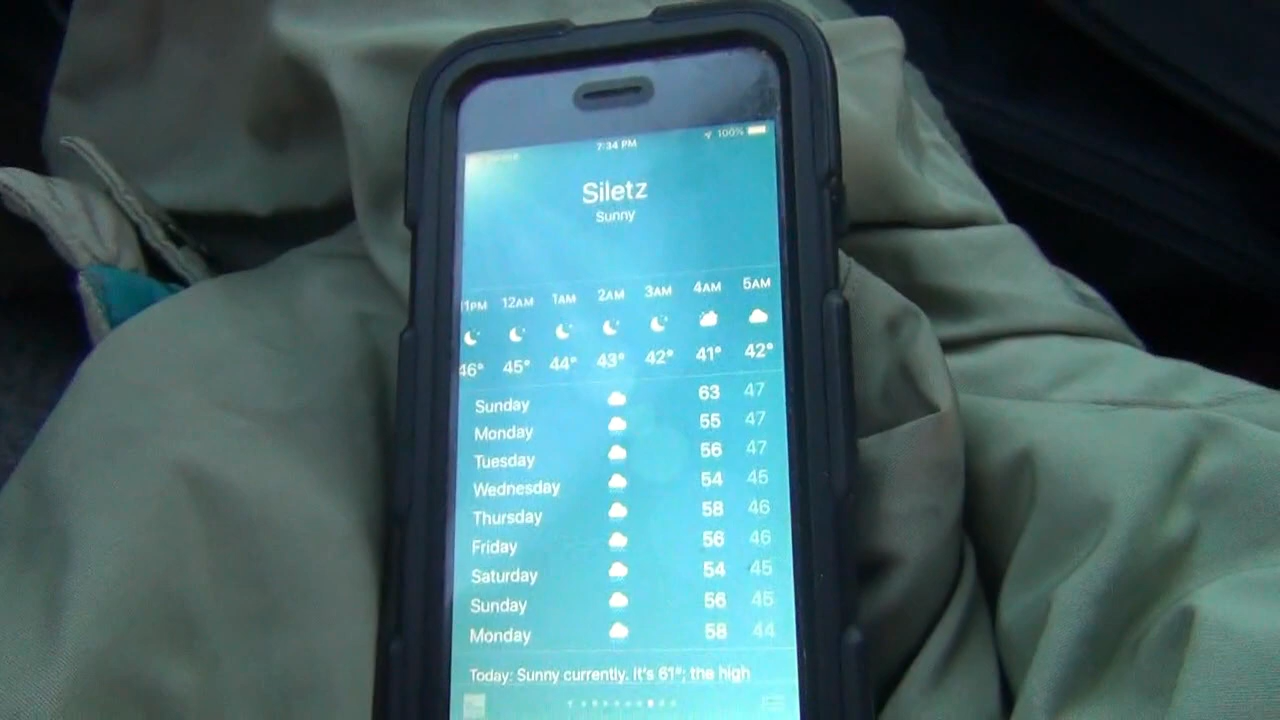 7:34 PM 100%
Siletz
Sunny
11PM 12AM 1AM 2AM 3AM 4AM 5AM
46° 45° 44° 43° 42° 41° 42°
Sunday 63 47
Monday 55 47
Tuesday 56 47
Wednesday 54 45
Thursday 58 46
Friday 56 46
Saturday 54 45
Sunday 56 45
Monday 58 44
Today: Sunny currently. It's 61°; the high